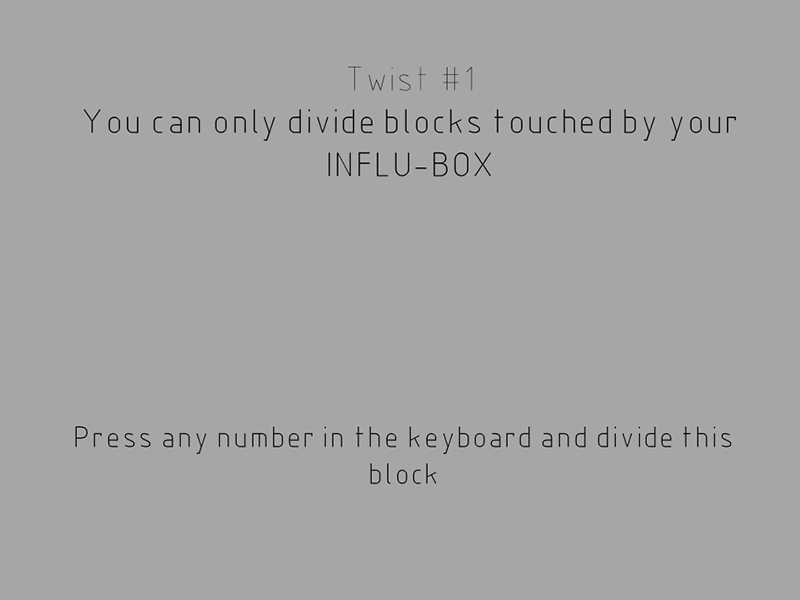 Twist #1
You can only divide blocks touched by your
INFLU-BOX
Press any number in the keyboard and divide this
block